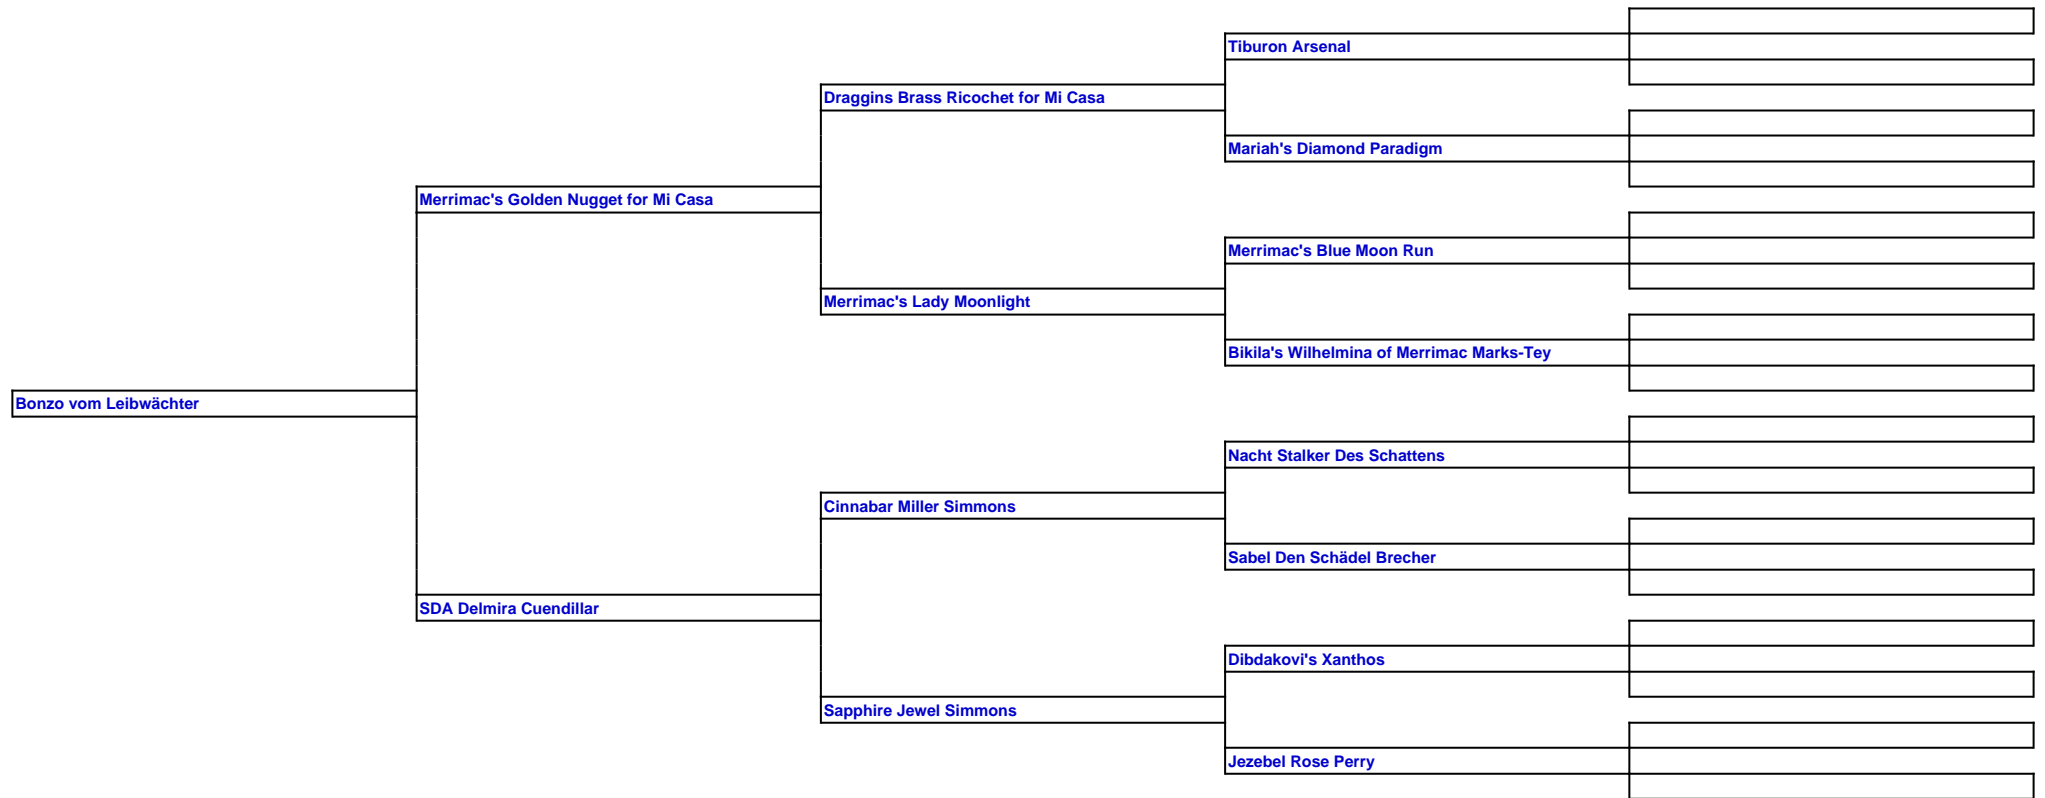 Tiburon Arsenal
Draggins Brass Ricochet for Mi Casa
Mariah's Diamond Paradigm
Merrimac's Golden Nugget for Mi Casa
Merrimac's Blue Moon Run
Merrimac's Lady Moonlight
Bikila's Wilhelmina of Merrimac Marks-Tey
Bonzo vom Leibwächter
Nacht Stalker Des Schattens
Cinnabar Miller Simmons
Sabel Den Schädel Brecher
SDA Delmira Cuendillar
Dibdakovi's Xanthos
Sapphire Jewel Simmons
Jezebel Rose Perry